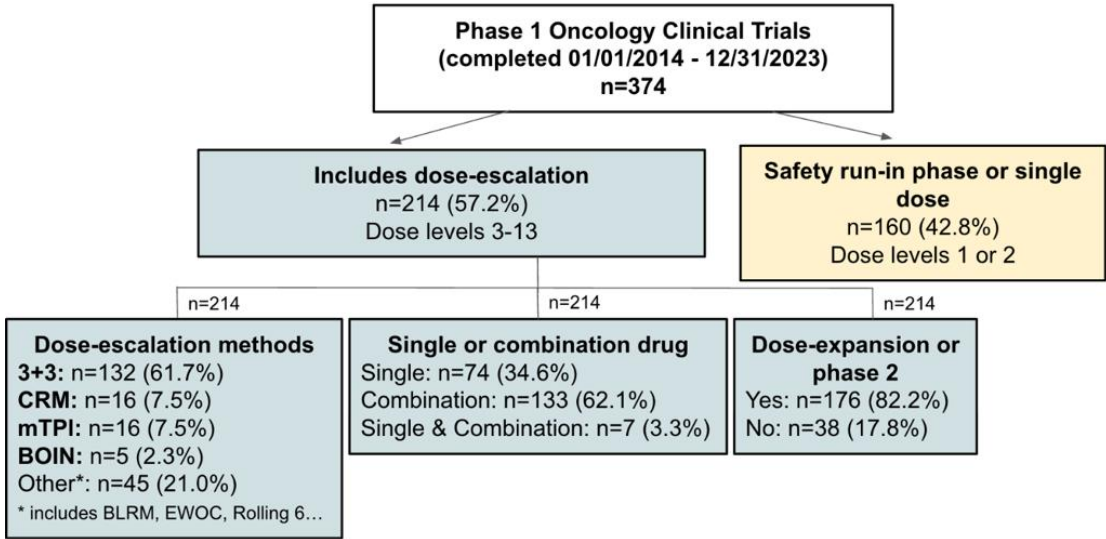 Phase 1 Oncology Clinical Trials
(completed 01/01/2014 - 12/31/2023)
n=374
Includes dose-escalation
n=214 (57.2%)
Dose levels 3-13
Safety run-in phase or single
dose
n=160 (42.8%)
Dose levels 1 or 2
n=214
n=214
n=214
Dose-escalation methods
3+3: n=132 (61.7%)
CRM: n=16 (7.5%)
mTPI: n=16 (7.5%)
BOIN: n=5 (2.3%)
Other*: n=45 (21.0%)
* includes BLRM, EWOC, Rolling 6…
Single or combination drug
Single: n=74 (34.6%)
Combination: n=133 (62.1%)
Single & Combination: n=7 (3.3%)
Dose-expansion or
phase 2
Yes: n=176 (82.2%)
No: n=38 (17.8%)